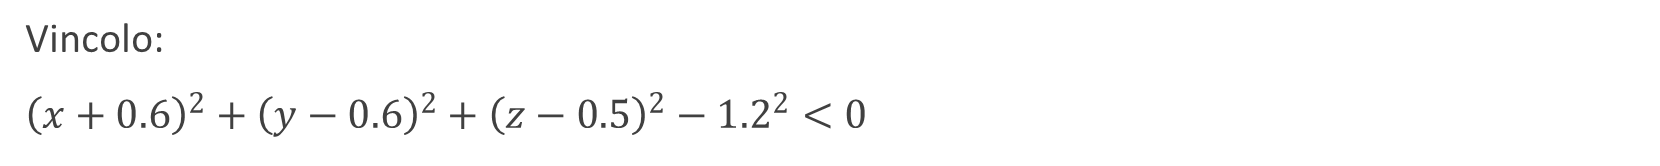 Vincolo:
(𝑥 + 0.6)² + (𝑦 − 0.6)² + (𝑧 − 0.5)² − 1.2² < 0